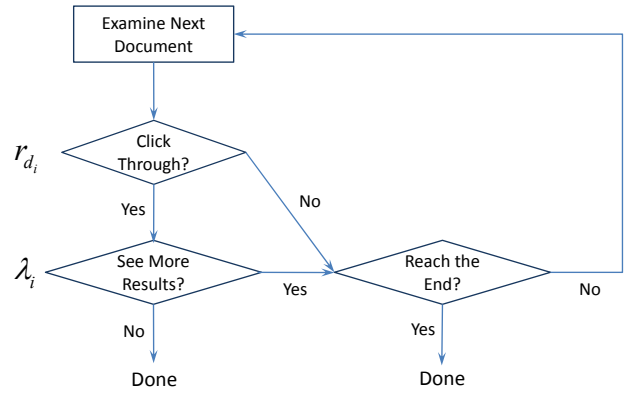 Examine Next
Document
r_{d_i}
Click
Through?
No
Yes
λ_i
See More
Results?
Yes
Reach the
End?
No
No
Yes
Done
Done